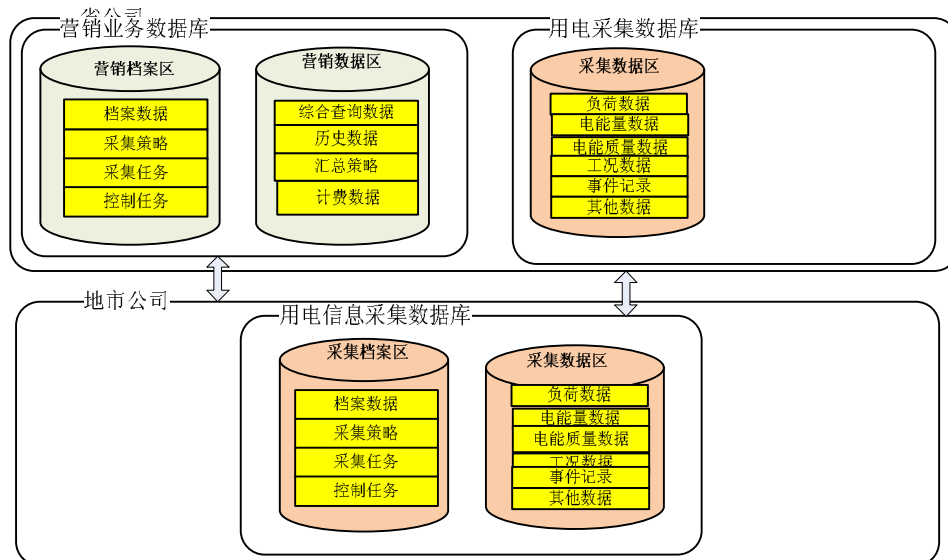 省公司
营销业务数据库
营销档案区
档案数据
采集策略
采集任务
控制任务
营销数据区
综合查询数据
历史数据
汇总策略
计费数据
用电采集数据库
采集数据区
负荷数据
电能量数据
电能质量数据
工况数据
事件记录
其他数据
地市公司
用电信息采集数据库
采集档案区
档案数据
采集策略
采集任务
控制任务
采集数据区
负荷数据
电能量数据
电能质量数据
工况数据
事件记录
其他数据